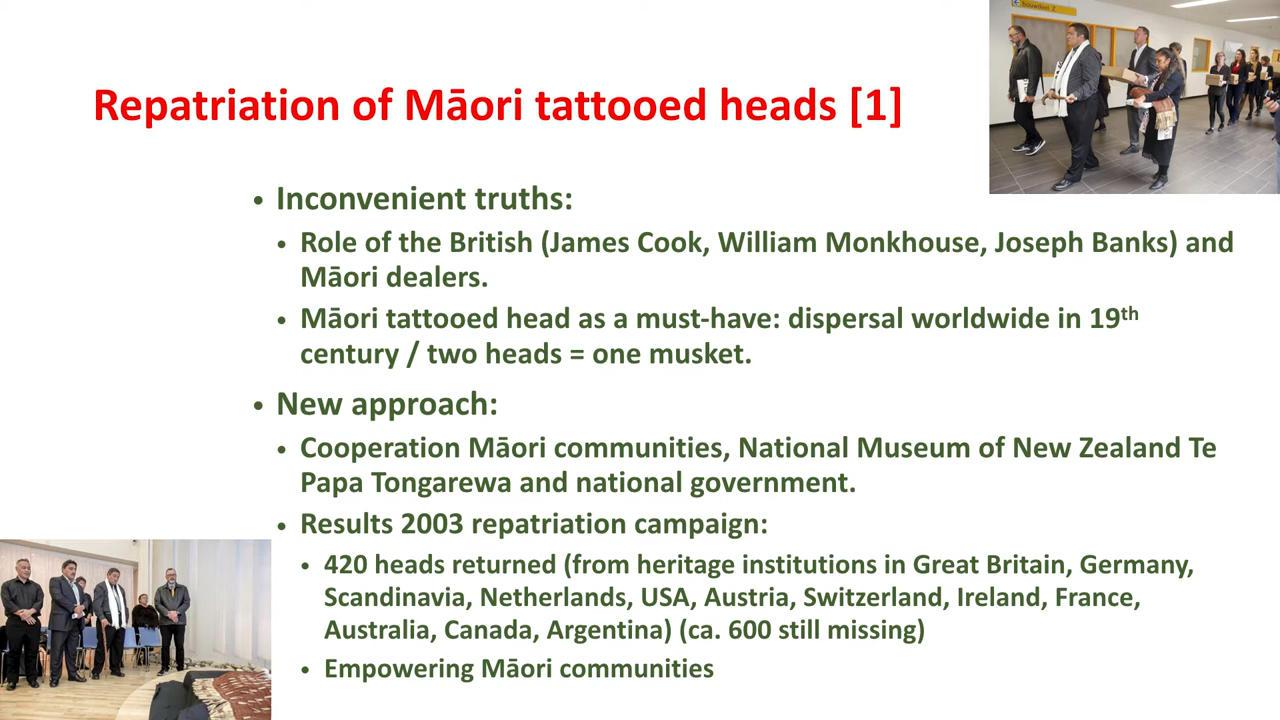 bouwdeel Z
Repatriation of Māori tattooed heads [1]
• Inconvenient truths:
• Role of the British (James Cook, William Monkhouse, Joseph Banks) and
Māori dealers.
• Māori tattooed head as a must-have: dispersal worldwide in 19th
century / two heads = one musket.
• New approach:
• Cooperation Māori communities, National Museum of New Zealand Te
Papa Tongarewa and national government.
• Results 2003 repatriation campaign:
• 420 heads returned (from heritage institutions in Great Britain, Germany,
Scandinavia, Netherlands, USA, Austria, Switzerland, Ireland, France,
Australia, Canada, Argentina) (ca. 600 still missing)
• Empowering Māori communities